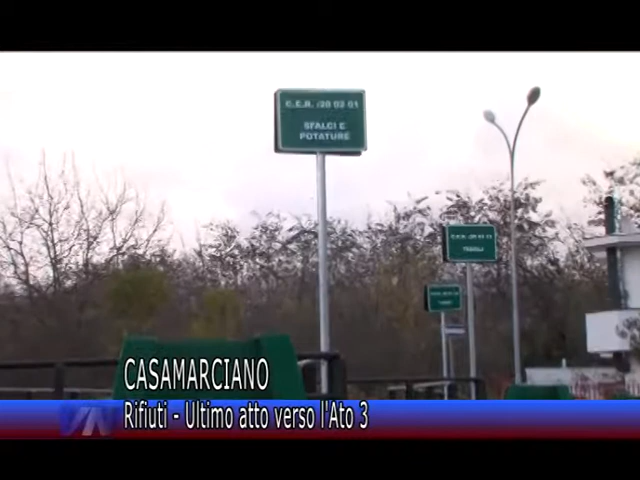 C.E.R. 20 02 01
SFALCI E
POTATURE
CASAMARCIANO
Rifiuti - Ultimo atto verso l'Ato 3